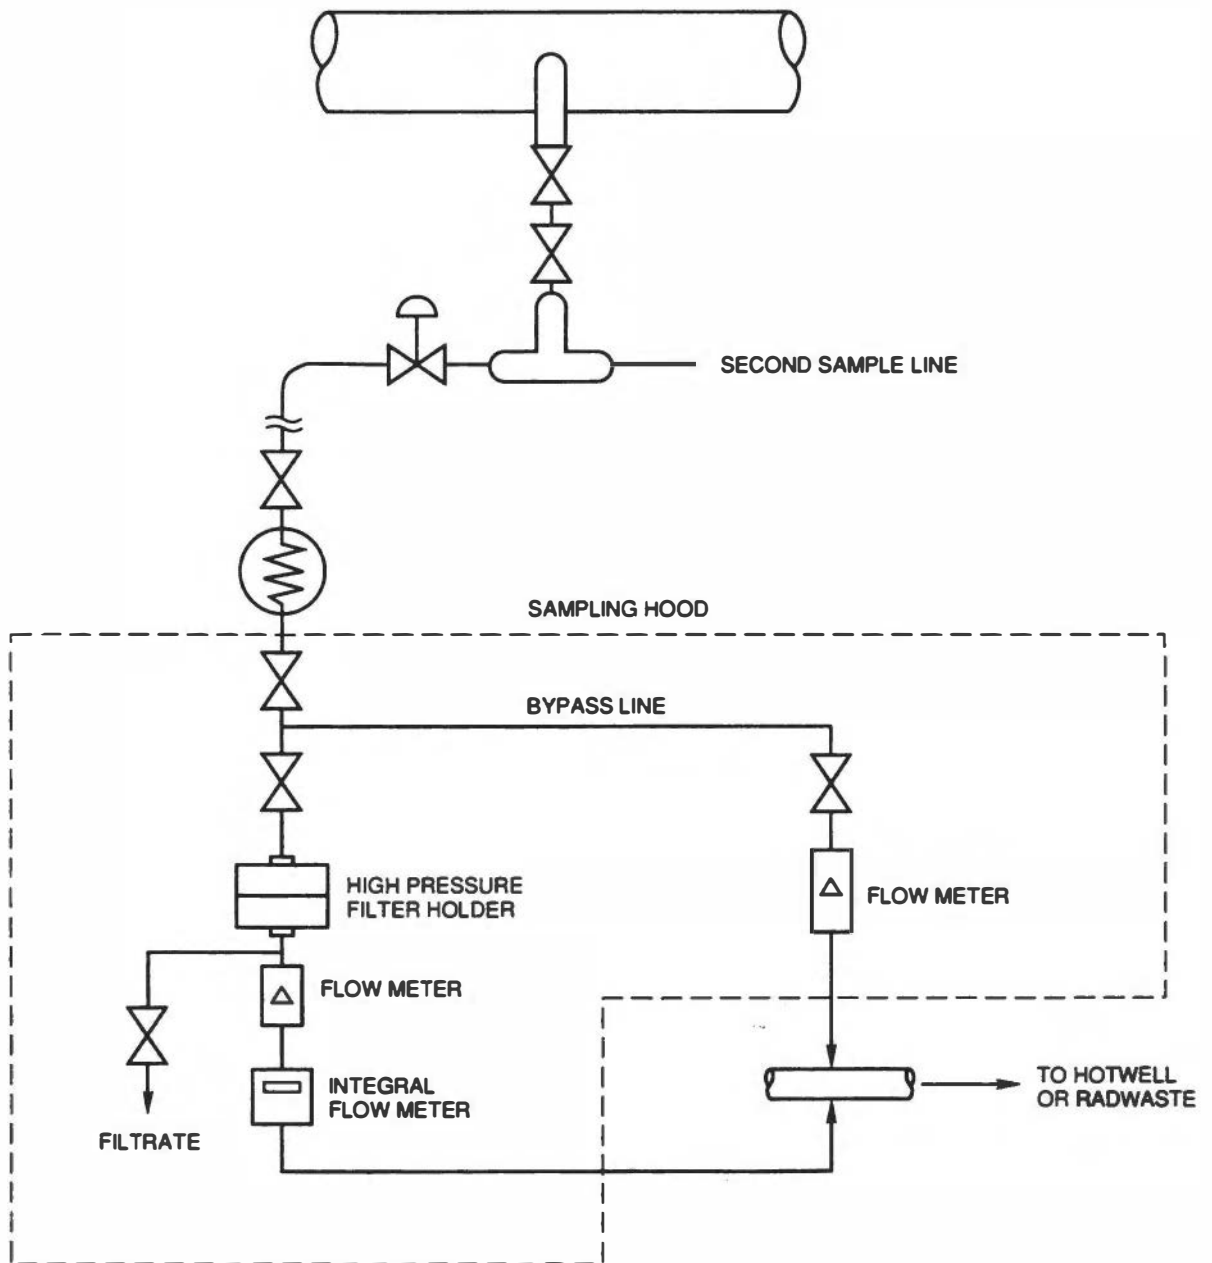 SECOND SAMPLE LINE
SAMPLING HOOD
BYPASS LINE
HIGH PRESSURE
FILTER HOLDER
FLOW METER
FLOW METER
INTEGRAL
FLOW METER
FILTRATE
TO HOTWELL
OR RADWASTE